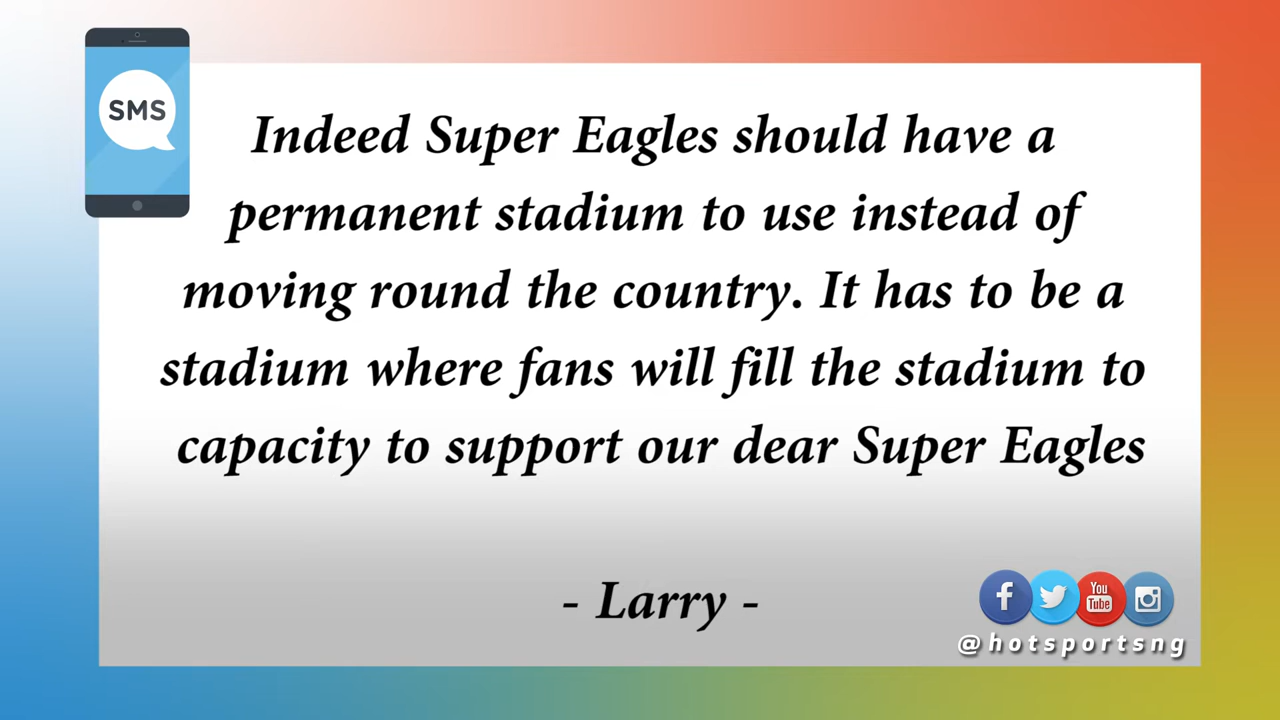 SMS
Indeed Super Eagles should have a
permanent stadium to use instead of
moving round the country. It has to be a
stadium where fans will fill the stadium to
capacity to support our dear Super Eagles
- Larry -
f
You
Tube
@hotsportsng